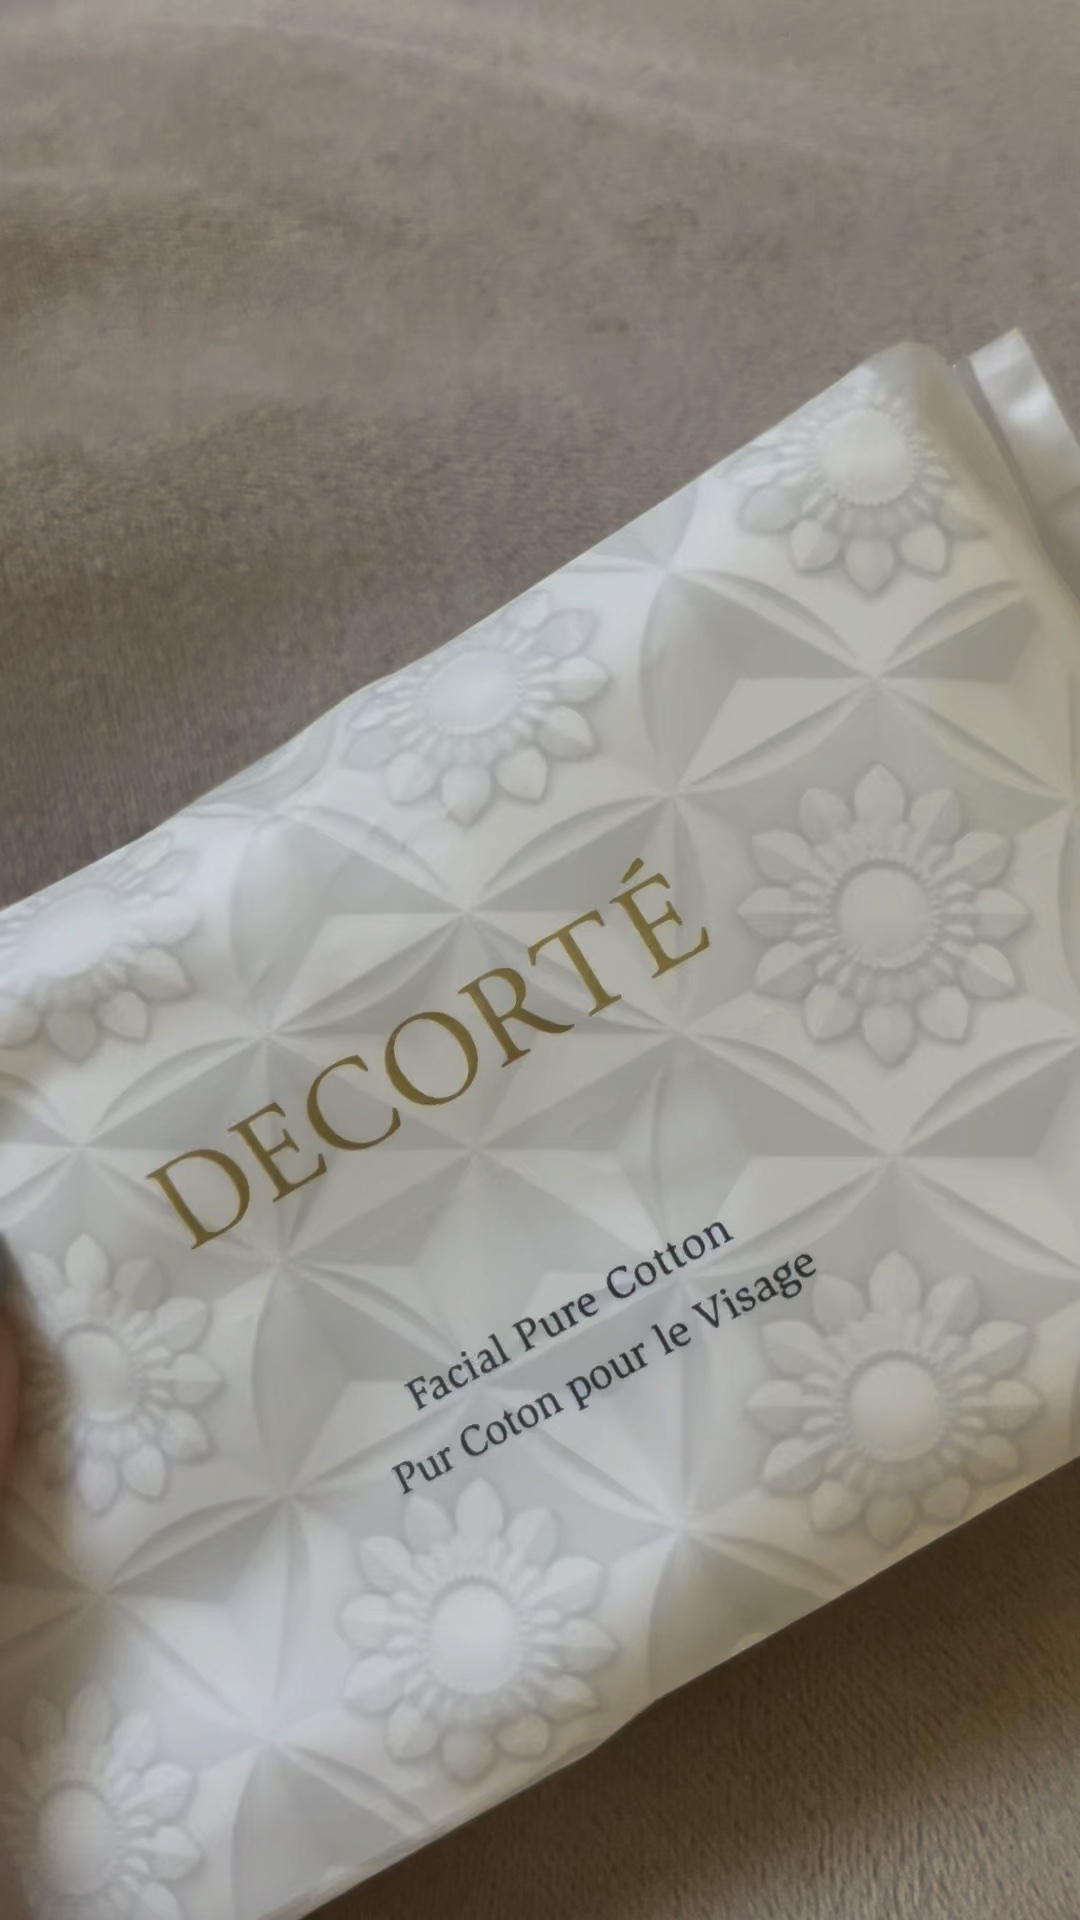 DECORTÉ
Facial Pure Cotton
Pur Coton pour le Visage